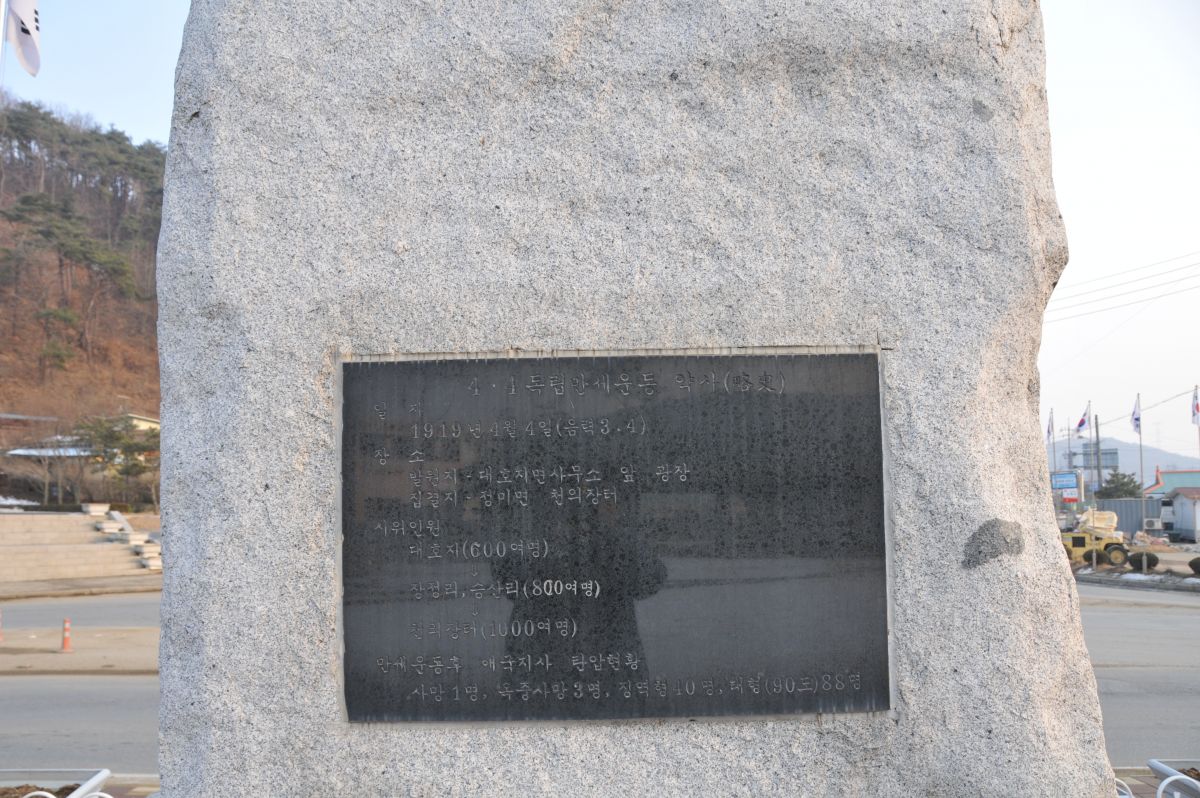 4·4독립만세운동 약사(略史)
일 자
1919년 4월 4일(음력3.4)
장 소
발원지-대호지면사무소 앞 광장
집결지-정미면 천의장터
시위인원
대호지(600여명)
↓
장정리, 승산리(800여명)
↓
천의장터(1000여명)
만세운동후 애국지사 탄압현황
사망1명, 옥중사망3명, 징역형40명, 태형(90도)88명